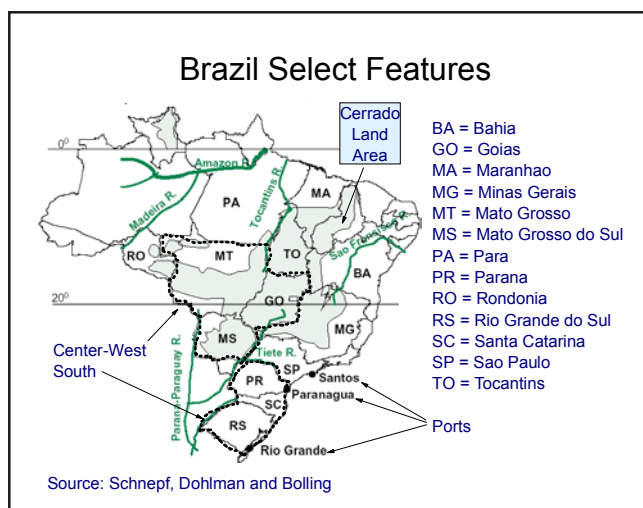 Brazil Select Features
Cerrado
Land
Area
0°
Amazon R.
Madeira R.
PA
Tocantins R.
MA
Sao Francisco R.
RO
MT
TO
BA
20°
GO
MG
MS
Center-West
South
Parana-Paraguay R.
Tiete R.
SP
PR
Santos
Paranagua
SC
RS
Rio Grande
Ports
BA = Bahia
GO = Goias
MA = Maranhao
MG = Minas Gerais
MT = Mato Grosso
MS = Mato Grosso do Sul
PA = Para
PR = Parana
RO = Rondonia
RS = Rio Grande do Sul
SC = Santa Catarina
SP = Sao Paulo
TO = Tocantins
Source: Schnepf, Dohlman and Bolling